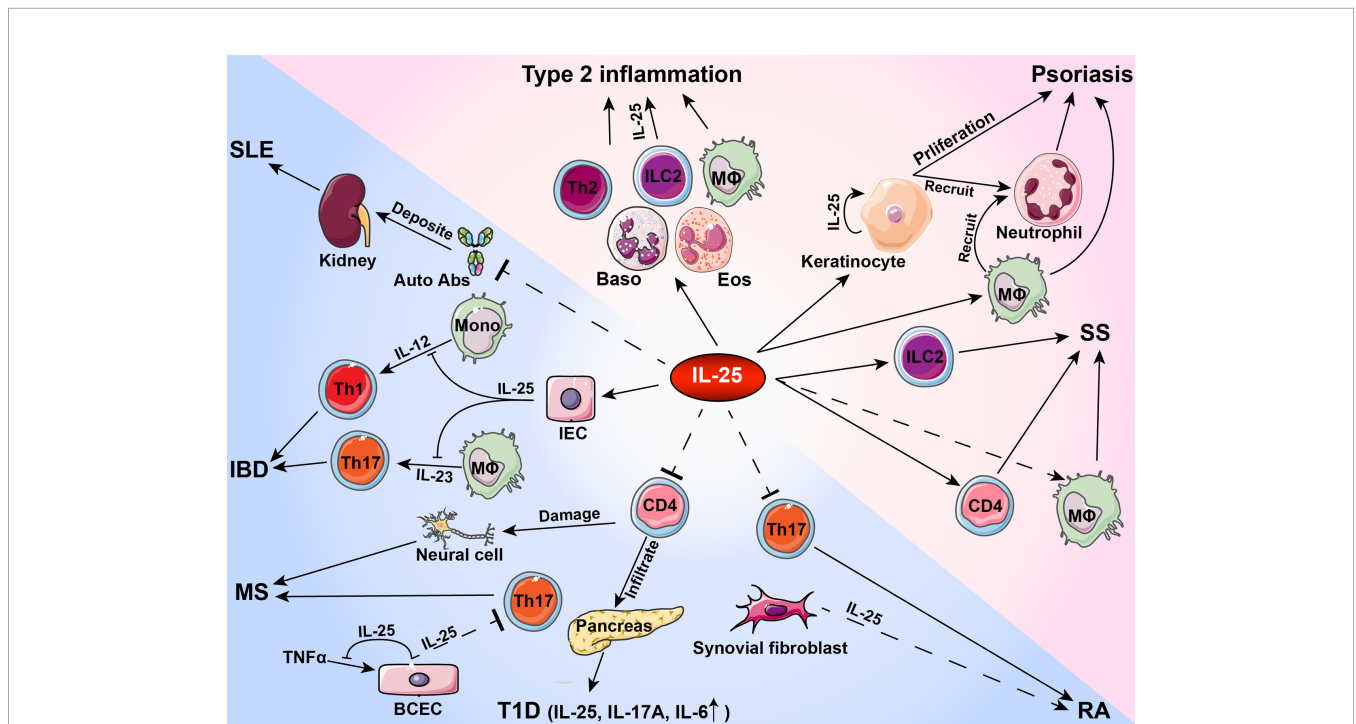 Type 2 inflammation
Psoriasis
IL-25
Prliferation
SLE
Th2
ILC2
MΦ
IL-25
Recruit
Deposite
Recruit
Neutrophil
Kidney
Keratinocyte
Auto Abs
Baso
Eos
MΦ
Mono
SS
IL-12
ILC2
IL-25
Th1
IL-25
IEC
IBD
Th17
IL-23
MΦ
CD4
CD4
MΦ
Damage
Th17
Neural cell
Infiltrate
MS
Th17
Pancreas
IL-25
IL-25
IL-25
TNFα
Synovial fibroblast
BCEC
T1D (IL-25, IL-17A, IL-6↑)
RA